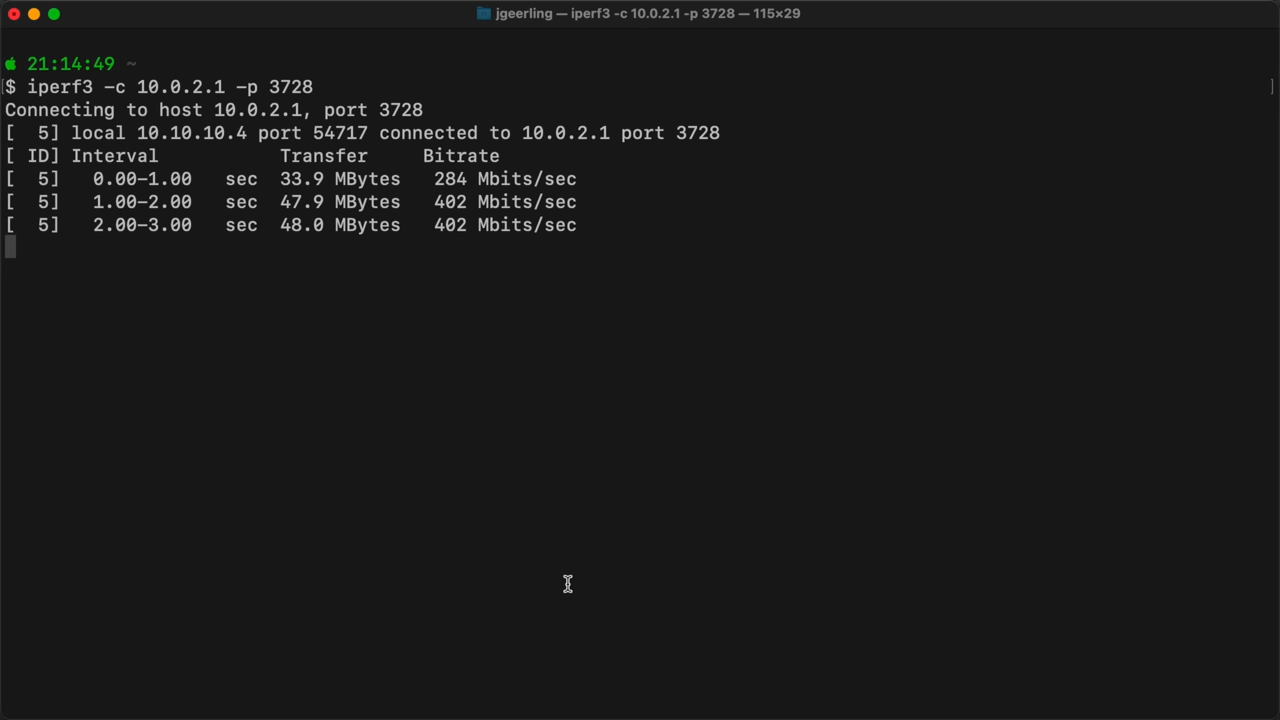 jgeerling — iperf3 -c 10.0.2.1 -p 3728 — 115×29
21:14:49 ~
[$ iperf3 -c 10.0.2.1 -p 3728 ]
Connecting to host 10.0.2.1, port 3728
[  5] local 10.10.10.4 port 54717 connected to 10.0.2.1 port 3728
[ ID] Interval           Transfer     Bitrate
[  5]   0.00-1.00   sec  33.9 MBytes   284 Mbits/sec
[  5]   1.00-2.00   sec  47.9 MBytes   402 Mbits/sec
[  5]   2.00-3.00   sec  48.0 MBytes   402 Mbits/sec